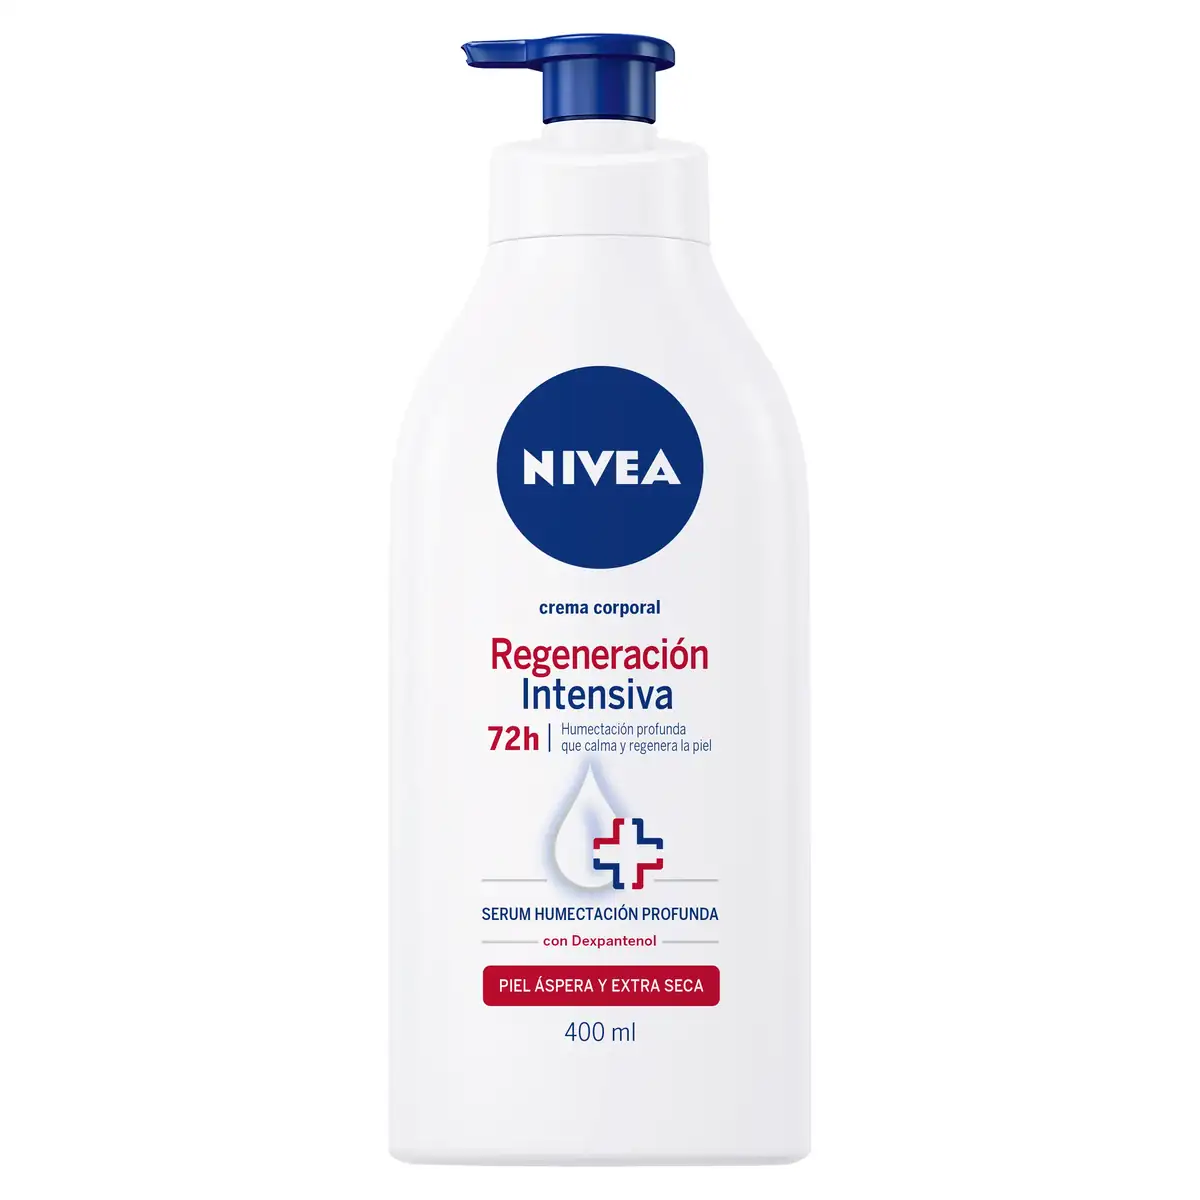 NIVEA
crema corporal
Regeneración
Intensiva
72h
Humectación profunda
que calma y regenera la piel
SERUM HUMECTACIÓN PROFUNDA
con Dexpantenol
PIEL ÁSPERA Y EXTRA SECA
400 ml